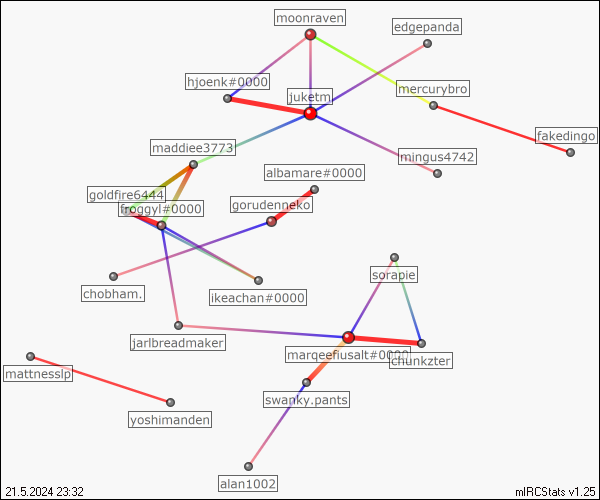 moonraven
edgepanda
hjoenk#0000
mercurybro
juketm
fakedingo
maddiee3773
mingus4742
albamare#0000
goldfire6444
froggyl#0000
gorudenneko
sorapie
chobham.
ikeachan#0000
jarlbreadmaker
marqeefiusalt#0000
chunkzter
mattnesslp
swanky.pants
yoshimanden
alan1002
21.5.2024 23:32
mIRCStats v1.25